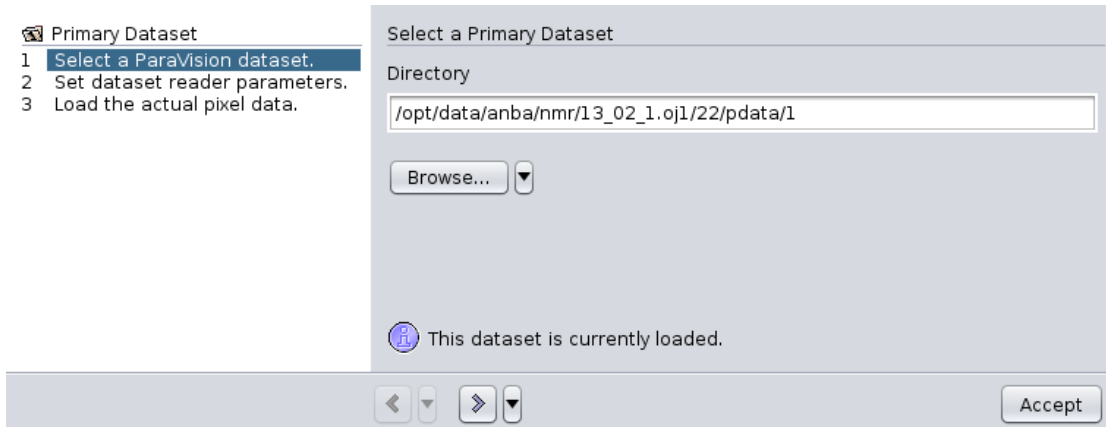 Primary Dataset
1 Select a ParaVision dataset.
2 Set dataset reader parameters.
3 Load the actual pixel data.
Select a Primary Dataset
Directory
/opt/data/anba/nmr/13_02_1.oj1/22/pdata/1
Browse...
This dataset is currently loaded.
Accept